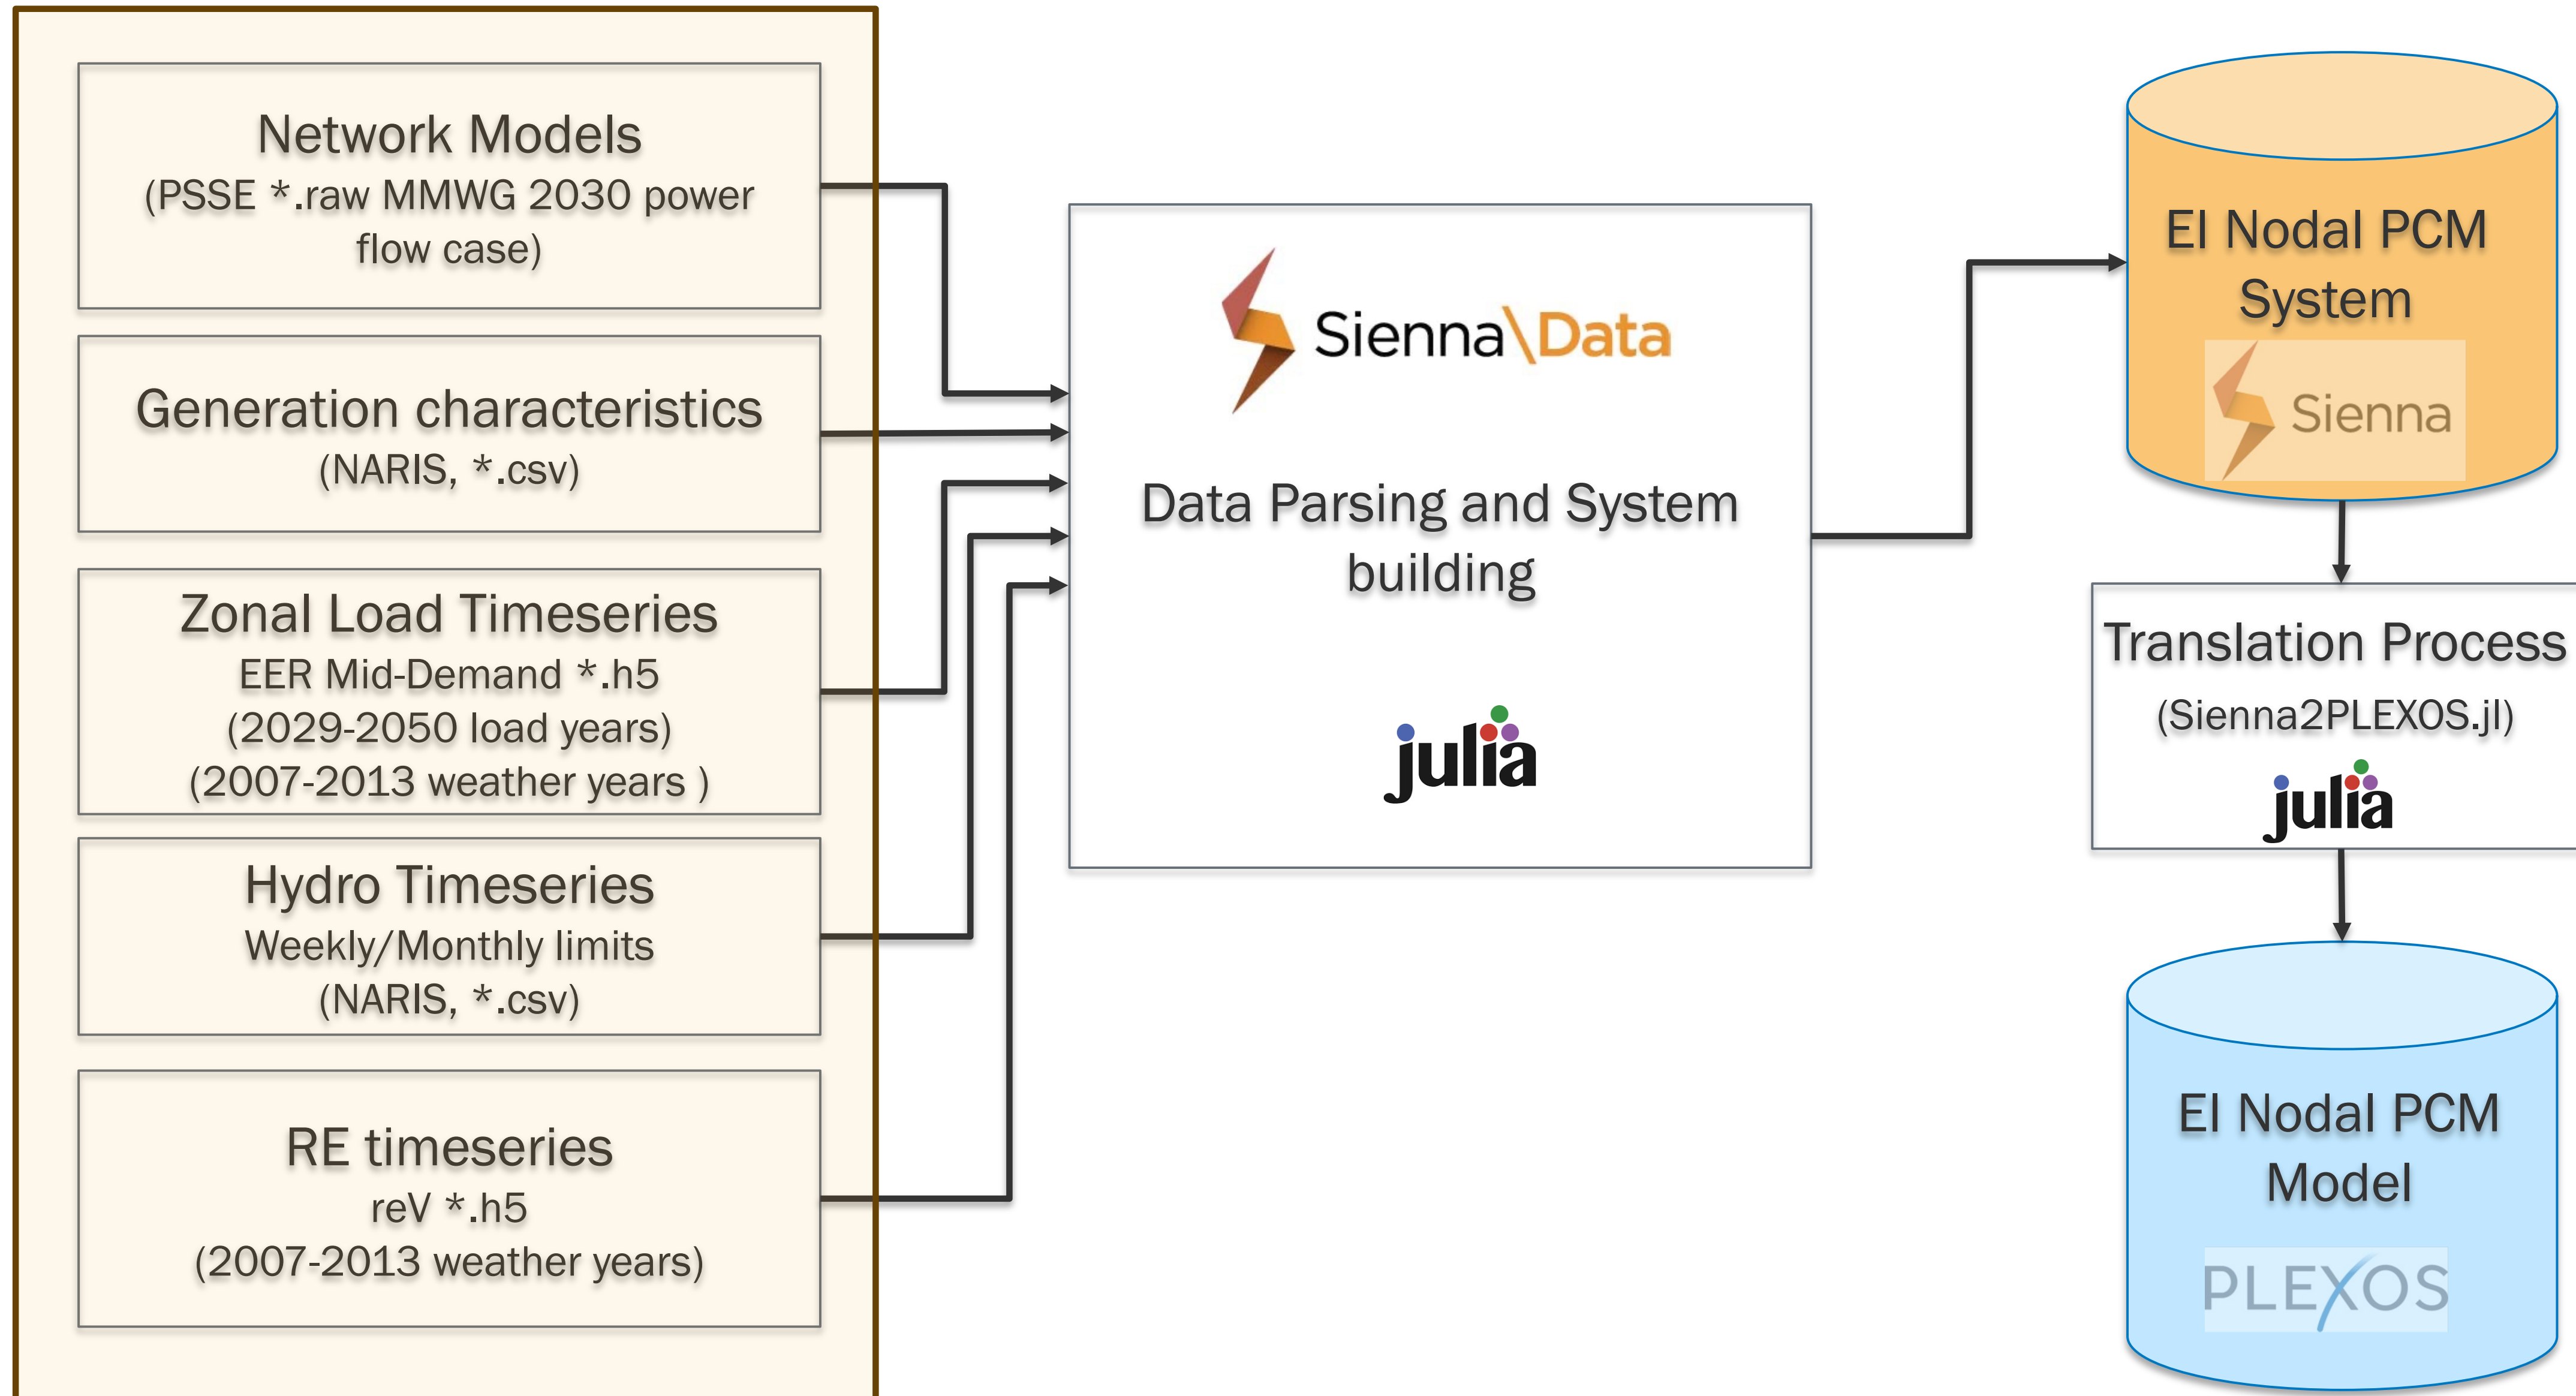 Network Models
(PSSE *.raw MMWG 2030 power
flow case)
Generation characteristics
(NARIS, *.csv)
Zonal Load Timeseries
EER Mid-Demand *.h5
(2029-2050 load years)
(2007-2013 weather years )
Hydro Timeseries
Weekly/Monthly limits
(NARIS, *.csv)
RE timeseries
reV *.h5
(2007-2013 weather years)
Sienna\Data
Data Parsing and System
building
julia
EI Nodal PCM
System
Sienna
Translation Process
(Sienna2PLEXOS.jl)
julia
EI Nodal PCM
Model
PLEXOS